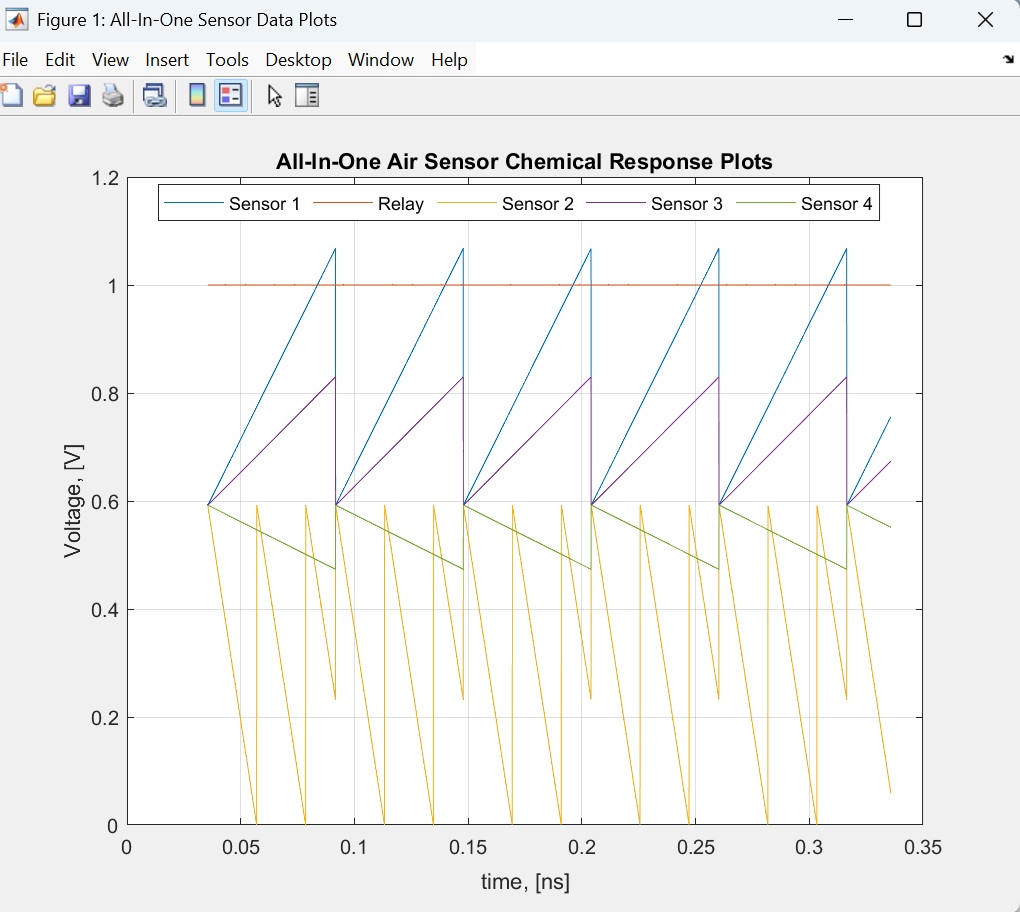 Figure 1: All-In-One Sensor Data Plots
File Edit View Insert Tools Desktop Window Help
All-In-One Air Sensor Chemical Response Plots
Sensor 1 Relay Sensor 2 Sensor 3 Sensor 4
1.2
1
0.8
0.6
0.4
0.2
0
Voltage, [V]
0 0.05 0.1 0.15 0.2 0.25 0.3 0.35
time, [ns]